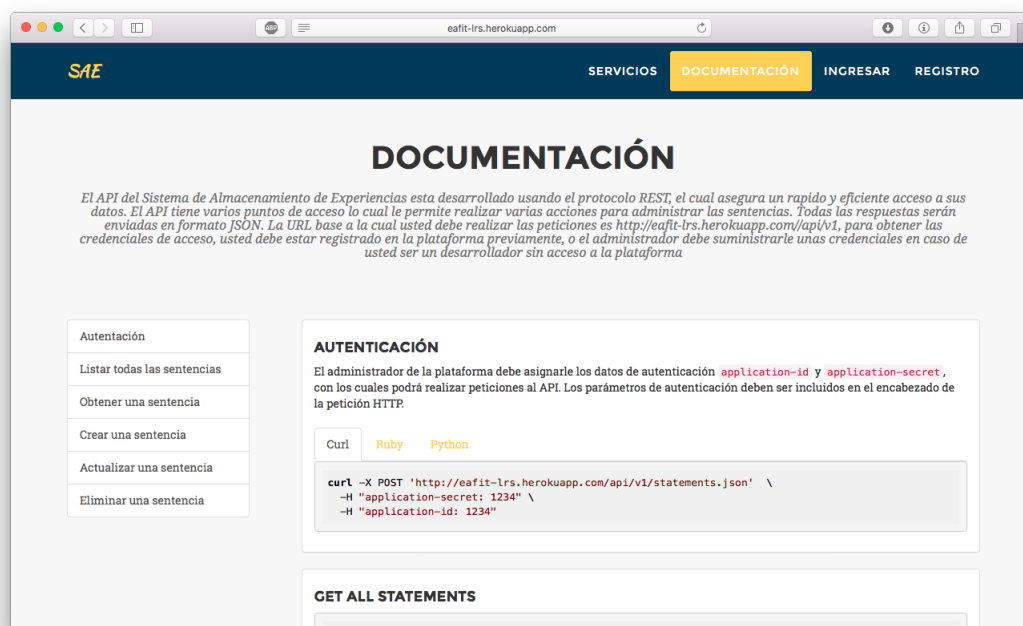 ABP
eafit-lrs.herokuapp.com
SAE
SERVICIOS
DOCUMENTACIÓN
INGRESAR
REGISTRO
DOCUMENTACIÓN
El API del Sistema de Almacenamiento de Experiencias esta desarrollado usando el protocolo REST, el cual asegura un rapido y eficiente acceso a sus
datos. El API tiene varios puntos de acceso lo cual le permite realizar varias acciones para administrar las sentencias. Todas las respuestas serán
enviadas en formato JSON. La URL base a la cual usted debe realizar las peticiones es http://eafit-lrs.herokuapp.com//api/v1, para obtener las
credenciales de acceso, usted debe estar registrado en la plataforma previamente, o el administrador debe suministrarle unas credenciales en caso de
usted ser un desarrollador sin acceso a la plataforma
Autentación
Listar todas las sentencias
Obtener una sentencia
Crear una sentencia
Actualizar una sentencia
Eliminar una sentencia
AUTENTICACIÓN
El administrador de la plataforma debe asignarle los datos de autenticación application-id y application-secret,
con los cuales podrá realizar peticiones al API. Los parámetros de autenticación deben ser incluidos en el encabezado de
la petición HTTP.
Curl
Ruby
Python
curl -X POST 'http://eafit-lrs.herokuapp.com/api/v1/statements.json' \
-H "application-secret: 1234" \
-H "application-id: 1234"
GET ALL STATEMENTS